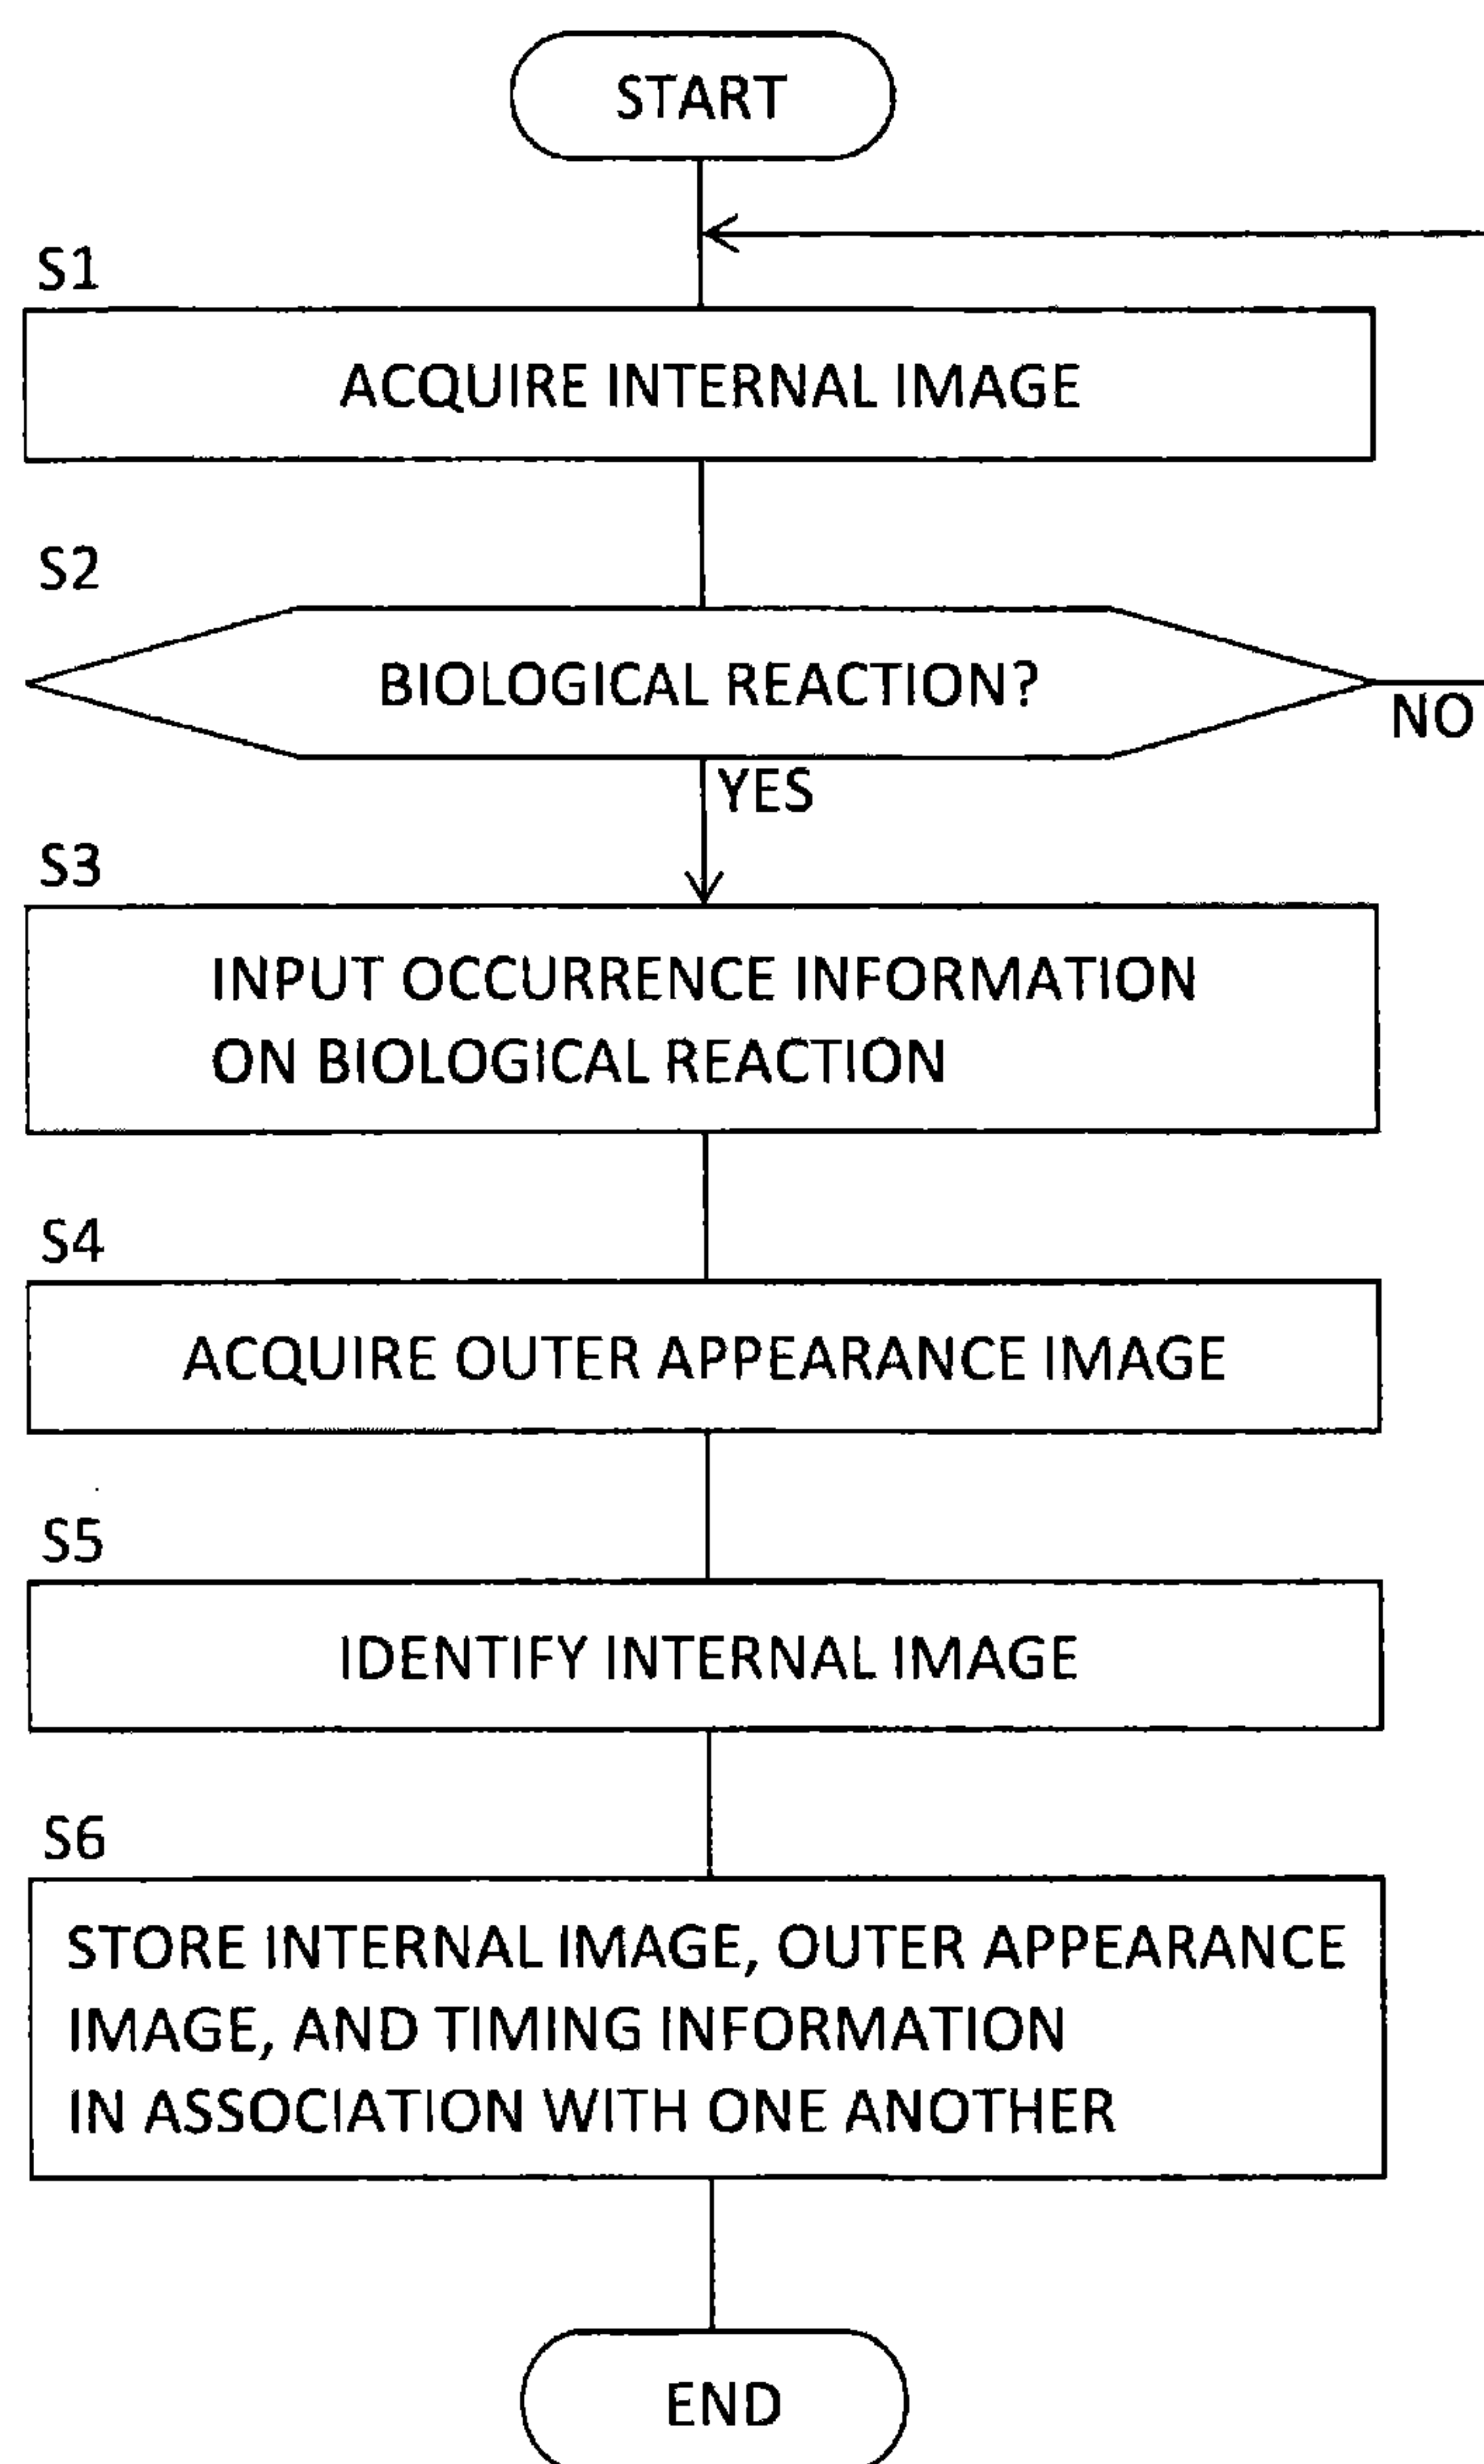 START
S1
ACQUIRE INTERNAL IMAGE
S2
BIOLOGICAL REACTION?
NO
YES
S3
INPUT OCCURRENCE INFORMATION
ON BIOLOGICAL REACTION
S4
ACQUIRE OUTER APPEARANCE IMAGE
S5
IDENTIFY INTERNAL IMAGE
S6
STORE INTERNAL IMAGE, OUTER APPEARANCE
IMAGE, AND TIMING INFORMATION
IN ASSOCIATION WITH ONE ANOTHER
END